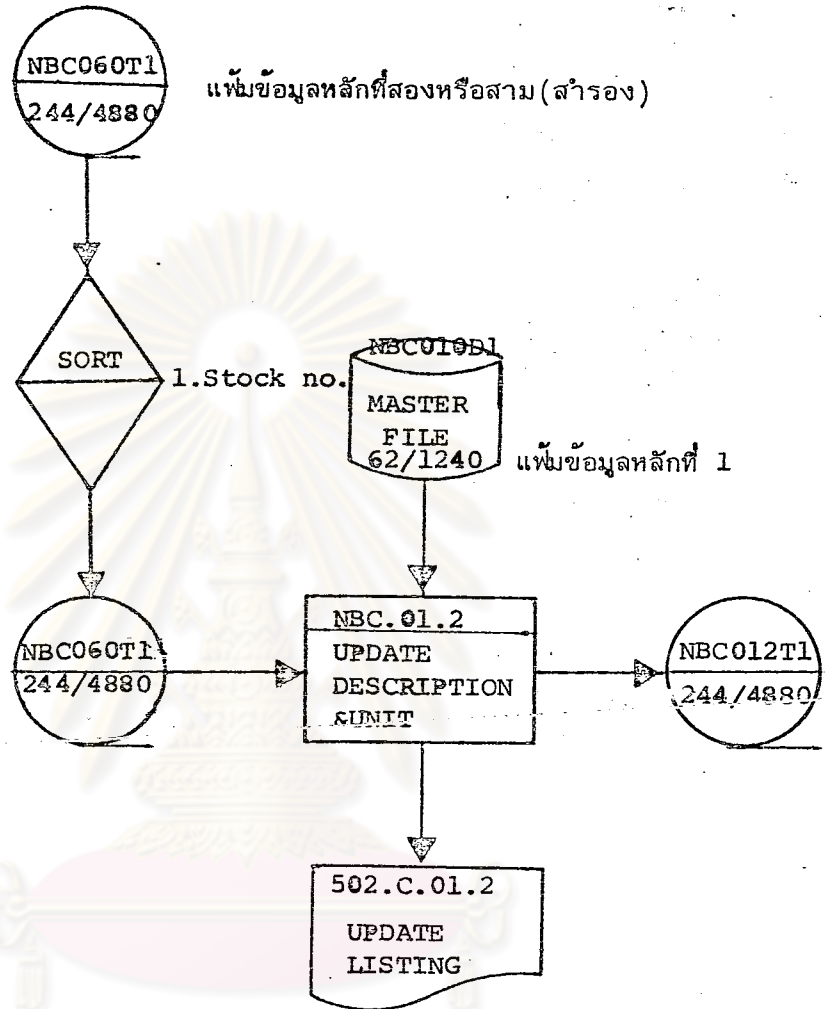 NBC060T1
244/4880
แฟ้มข้อมูลหลักที่สองหรือสาม(สำรอง)
SORT
1.Stock no.
NBC010D1
MASTER
FILE
62/1240
แฟ้มข้อมูลหลักที่ 1
NBC060T1
244/4880
NBC.01.2
UPDATE
DESCRIPTION
&UNIT
NBC012T1
244/4880
502.C.01.2
UPDATE
LISTING